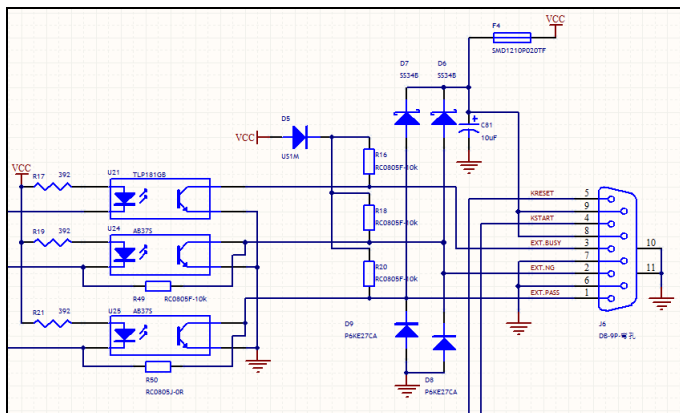 F4
VCC
SMD1210P020TF
D7
D6
SS34B
SS34B
D5
VCC
US1M
C81
10uF
VCC
R17
392
U21
TLP181GB
R16
RC0805F-10k
KRESET
5
9
KSTART
4
8
EXT.BUSY
3
7
EXT.NG
2
6
EXT.PASS
1
10
11
R19
392
U24
AB37S
R18
RC0805F-10k
R49
RC0805F-10k
R20
RC0805F-10k
R21
392
U25
AB37S
R50
RC0805J-0R
D9
P6KE27CA
D8
P6KE27CA
J6
DB-9P-弯孔